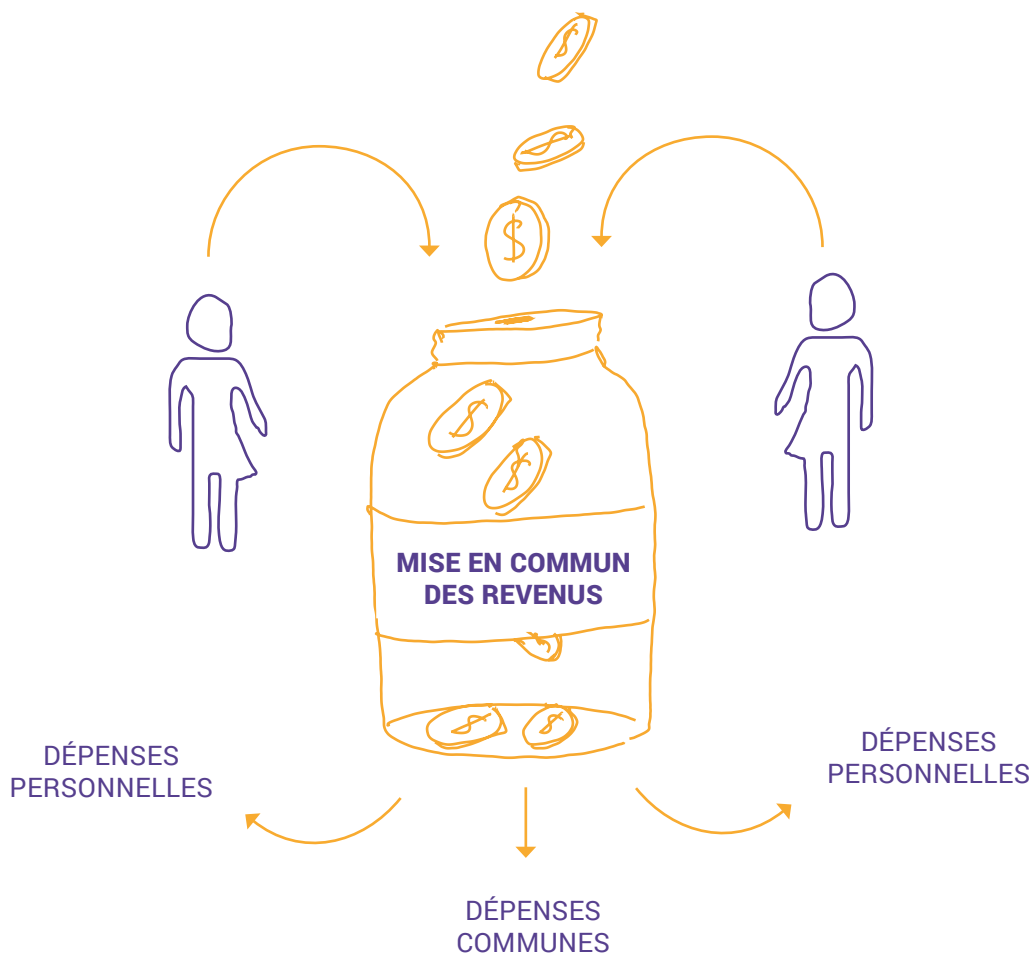 MISE EN COMMUN
DES REVENUS
DÉPENSES
PERSONNELLES
DÉPENSES
PERSONNELLES
DÉPENSES
COMMUNES